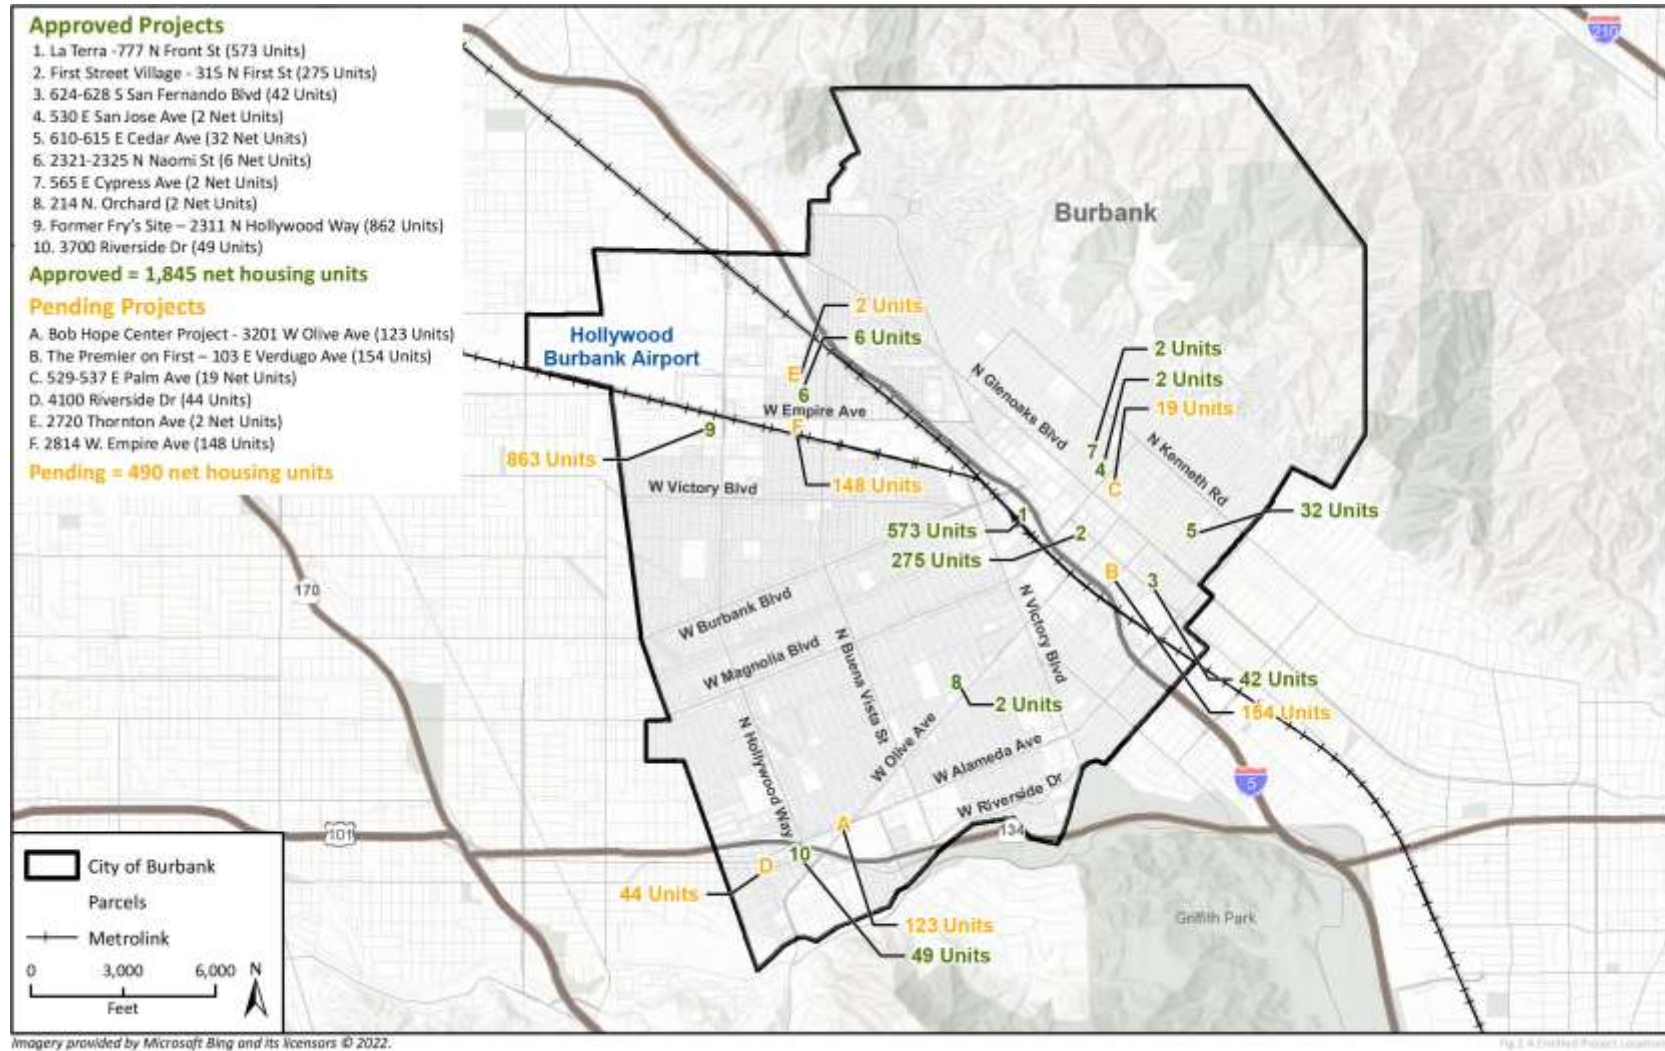 Approved Projects
1. La Terra -777 N Front St (573 Units)
2. First Street Village - 315 N First St (275 Units)
3. 624-628 S San Fernando Blvd (42 Units)
4. 530 E San Jose Ave (2 Net Units)
5. 610-615 E Cedar Ave (32 Net Units)
6. 2321-2325 N Naomi St (6 Net Units)
7. 565 E Cypress Ave (2 Net Units)
8. 214 N. Orchard (2 Net Units)
9. Former Fry's Site – 2311 N Hollywood Way (862 Units)
10. 3700 Riverside Dr (49 Units)
Approved = 1,845 net housing units
Pending Projects
A. Bob Hope Center Project - 3201 W Olive Ave (123 Units)
B. The Premier on First – 103 E Verdugo Ave (154 Units)
C. 529-537 E Palm Ave (19 Net Units)
D. 4100 Riverside Dr (44 Units)
E. 2720 Thornton Ave (2 Net Units)
F. 2814 W. Empire Ave (148 Units)
Pending = 490 net housing units
210
Burbank
Hollywood
Burbank Airport
2 Units
6 Units
E
6
W Empire Ave
9
F
863 Units
148 Units
W Victory Blvd
N Glenoaks Blvd
2 Units
2 Units
19 Units
7
4
C
N Kenneth Rd
5
32 Units
1
573 Units
2
275 Units
B
3
170
W Burbank Blvd
W Magnolia Blvd
N Buena Vista St
N Victory Blvd
8
2 Units
42 Units
154 Units
N Hollywood Way
W Olive Ave
W Alameda Ave
W Riverside Dr
5
A
134
101
10
D
44 Units
123 Units
49 Units
Griffith Park
City of Burbank
Parcels
Metrolink
0 3,000 6,000 N
Feet
Imagery provided by Microsoft Bing and its licensors © 2022.